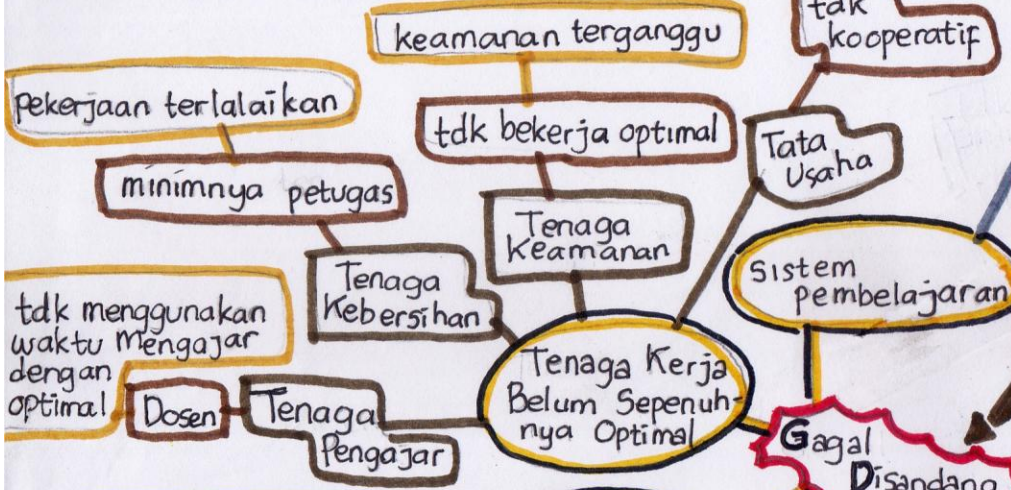 tak
kooperatif
keamanan terganggu
pekerjaan terlalaikan
tdk bekerja optimal
Tata
Usaha
minimnya petugas
Tenaga
Keamanan
sistem
pembelajaran
Tenaga
Kebersihan
tdk menggunakan
waktu mengajar
dengan
optimal
Dosen
Tenaga
Pengajar
Tenaga Kerja
Belum Sepenuh-
nya Optimal
Gagal
Disandang